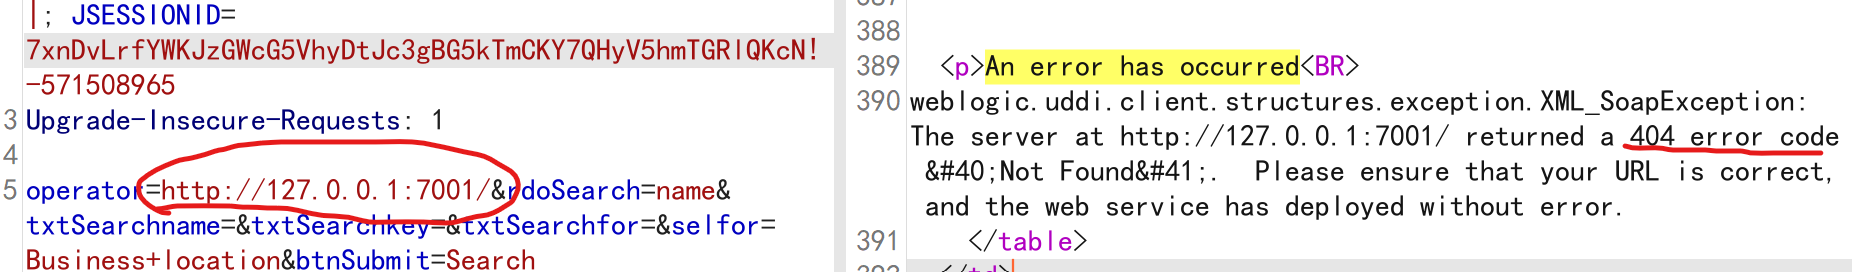 ; JSESSIONID=
7xnDvLrfYWKJzGWcG5VhyDtJc3gBG5kTmCKY7QHyV5hmTGRlQKcN!
-571508965
3 Upgrade-Insecure-Requests: 1
4
5 operator=http://127.0.0.1:7001/&rdoSearch=name&
txtSearchname=&txtSearchkey=&txtSearchfor=&selfor=
Business+location&btnSubmit=Search
388
389 <p>An error has occurred<BR>
390 weblogic.uddi.client.structures.exception.XML_SoapException:
The server at http://127.0.0.1:7001/ returned a 404 error code
&#40;Not Found&#41;. Please ensure that your URL is correct,
and the web service has deployed without error.
391 </table>
</td>